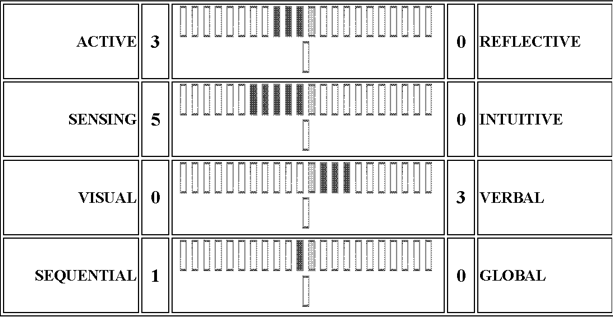 ACTIVE 3 0 REFLECTIVE
SENSING 5 0 INTUITIVE
VISUAL 0 3 VERBAL
SEQUENTIAL 1 0 GLOBAL